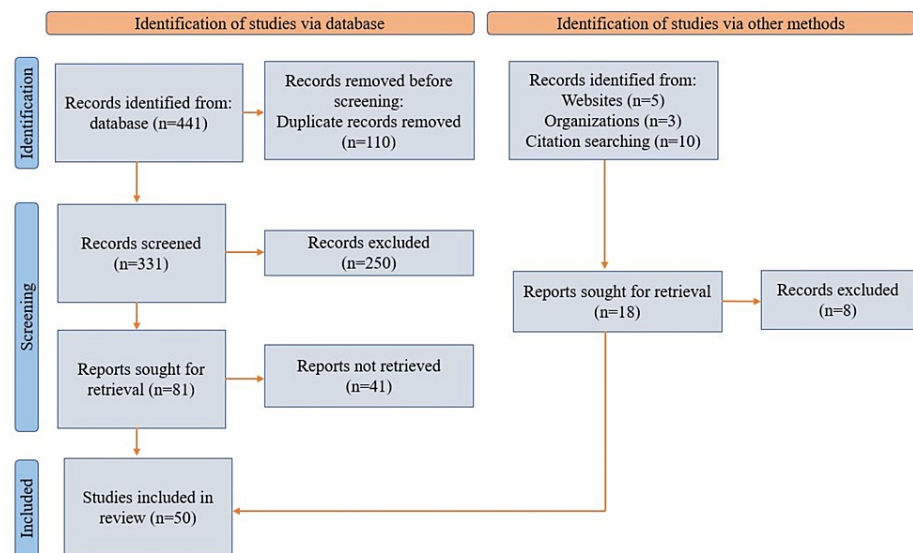 Identification of studies via database
Identification of studies via other methods
Identification
Records identified from:
database (n=441)
Records removed before
screening:
Duplicate records removed
(n=110)
Records identified from:
Websites (n=5)
Organizations (n=3)
Citation searching (n=10)
Screening
Records screened
(n=331)
Records excluded
(n=250)
Reports sought for retrieval
(n=18)
Records excluded
(n=8)
Reports sought for
retrieval (n=81)
Reports not retrieved
(n=41)
Included
Studies included in
review (n=50)